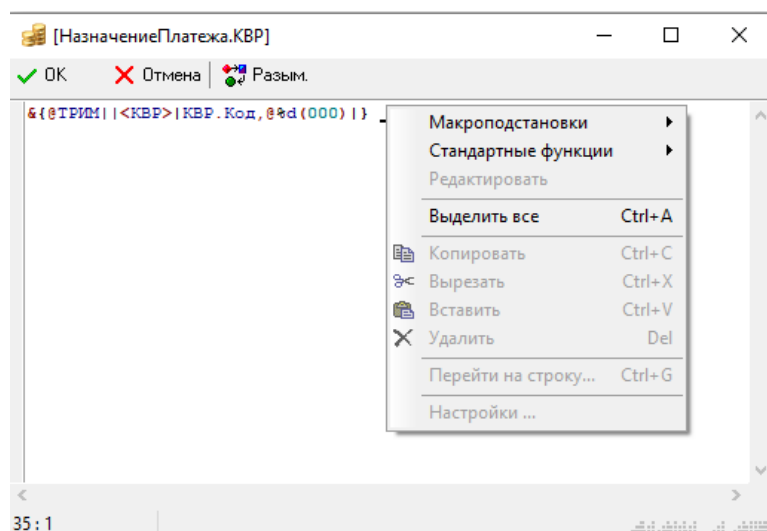 [НазначениеПлатежа.КВР]
OK Отмена Разым.
&{@ТРИМ||<КВР>|КВР.Код,@%d(000)|}
Макроподстановки
Стандартные функции
Редактировать
Выделить все Ctrl+A
Копировать Ctrl+C
Вырезать Ctrl+X
Вставить Ctrl+V
Удалить Del
Перейти на строку... Ctrl+G
Настройки ...
35:1